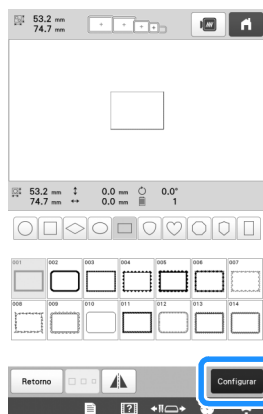 53.2 mm
74.7 mm
53.2 mm 0.0 mm 0.0°
74.7 mm 0.0 mm 1
001 002 003 004 005 006 007
008 009 010 011 012 013 014
Retorno Configurar